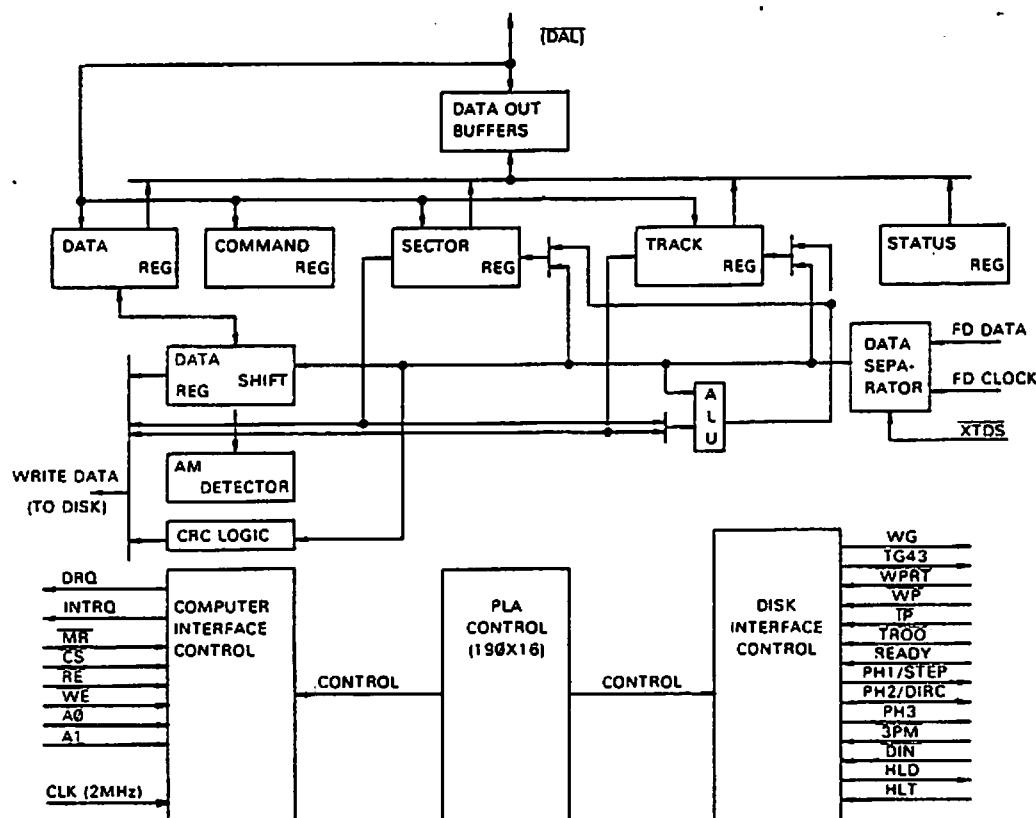 (DAL)
DATA OUT
BUFFERS
DATA
REG
COMMAND
REG
SECTOR
REG
TRACK
REG
STATUS
REG
DATA
SHIFT
REG
DATA
SEPA-
RATOR
FD DATA
FD CLOCK
XTDS
ALU
AM
DETECTOR
WRITE DATA
(TO DISK)
CRC LOGIC
DRQ
INTRQ
MR
CS
RE
WE
A0
A1
CLK (2MHz)
COMPUTER
INTERFACE
CONTROL
CONTROL
PLA
CONTROL
(190X16)
CONTROL
DISK
INTERFACE
CONTROL
WG
TG43
WPRT
WP
IP
TR00
READY
PH1/STEP
PH2/DIRC
PH3
3PM
DIN
HLD
HLT